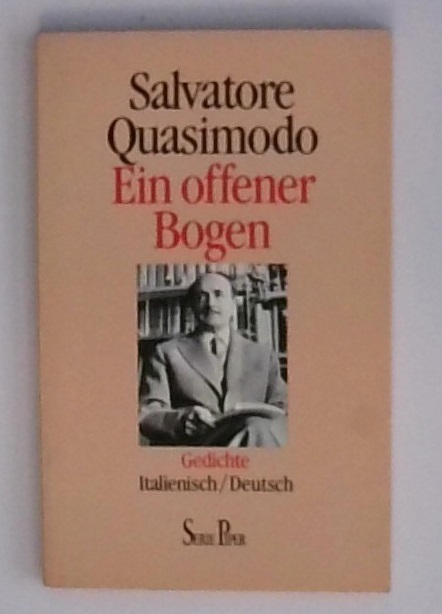 Salvatore
Quasimodo
Ein offener
Bogen
Gedichte
Italienisch/Deutsch
SERIE PIPER